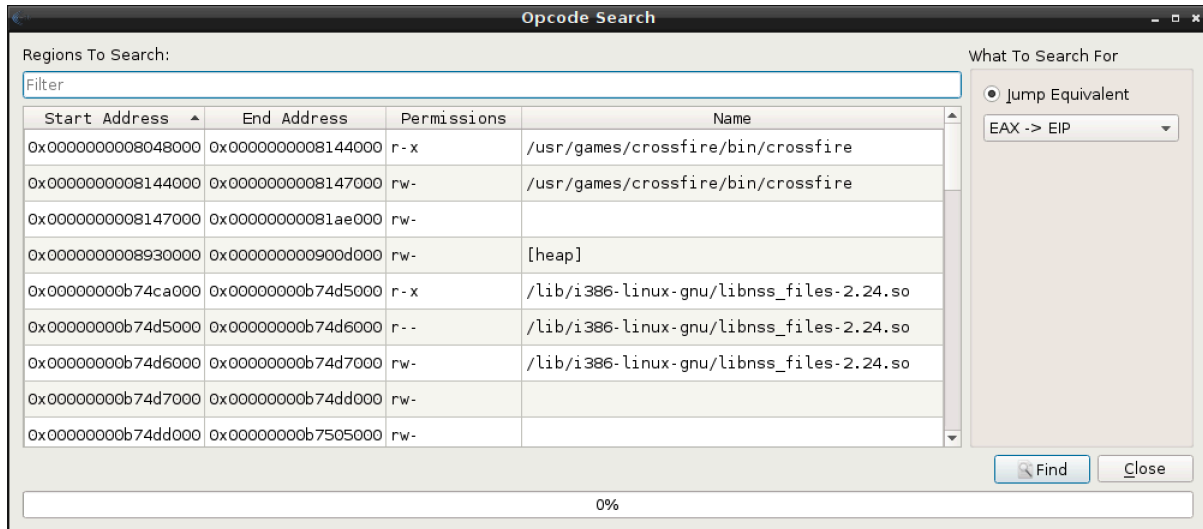 Opcode Search
Regions To Search:
Filter
Start Address End Address Permissions Name
0x0000000008048000 0x0000000008144000 r-x /usr/games/crossfire/bin/crossfire
0x0000000008144000 0x0000000008147000 rw- /usr/games/crossfire/bin/crossfire
0x0000000008147000 0x00000000081ae000 rw-
0x0000000008930000 0x000000000900d000 rw- [heap]
0x00000000b74ca000 0x00000000b74d5000 r-x /lib/i386-linux-gnu/libnss_files-2.24.so
0x00000000b74d5000 0x00000000b74d6000 r-- /lib/i386-linux-gnu/libnss_files-2.24.so
0x00000000b74d6000 0x00000000b74d7000 rw- /lib/i386-linux-gnu/libnss_files-2.24.so
0x00000000b74d7000 0x00000000b74dd000 rw-
0x00000000b74dd000 0x00000000b7505000 rw-
What To Search For
Jump Equivalent
EAX -> EIP
Find Close
0%